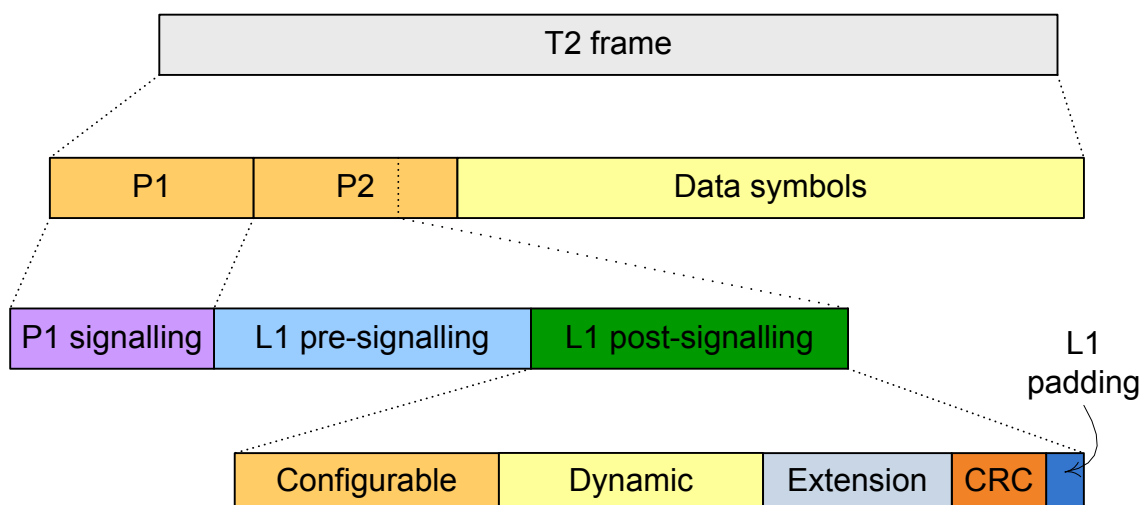 T2 frame
P1 P2 Data symbols
P1 signalling L1 pre-signalling L1 post-signalling
L1
padding
Configurable Dynamic Extension CRC